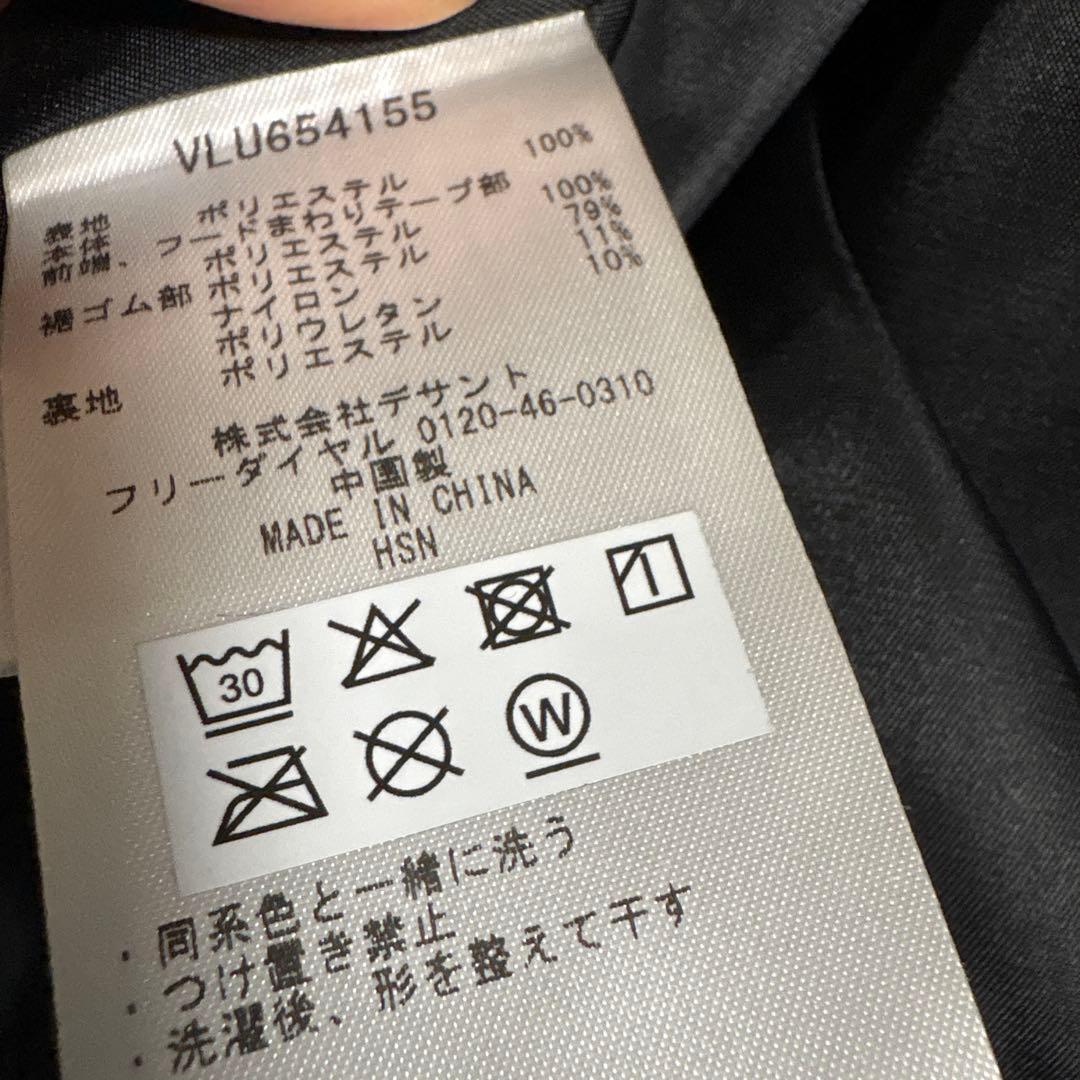 VLU654155
表地
本体 ポリエステル 100%
前端、フードまわりテープ部
ポリエステル 100%
裾ゴム部 ポリエステル 79%
ナイロン 11%
ポリウレタン 10%
裏地 ポリエステル
株式会社デサント
フリーダイヤル 0120-46-0310
中国製
MADE IN CHINA
HSN
30
W
・同系色と一緒に洗う
・つけ置き禁止
・洗濯後、形を整えて干す